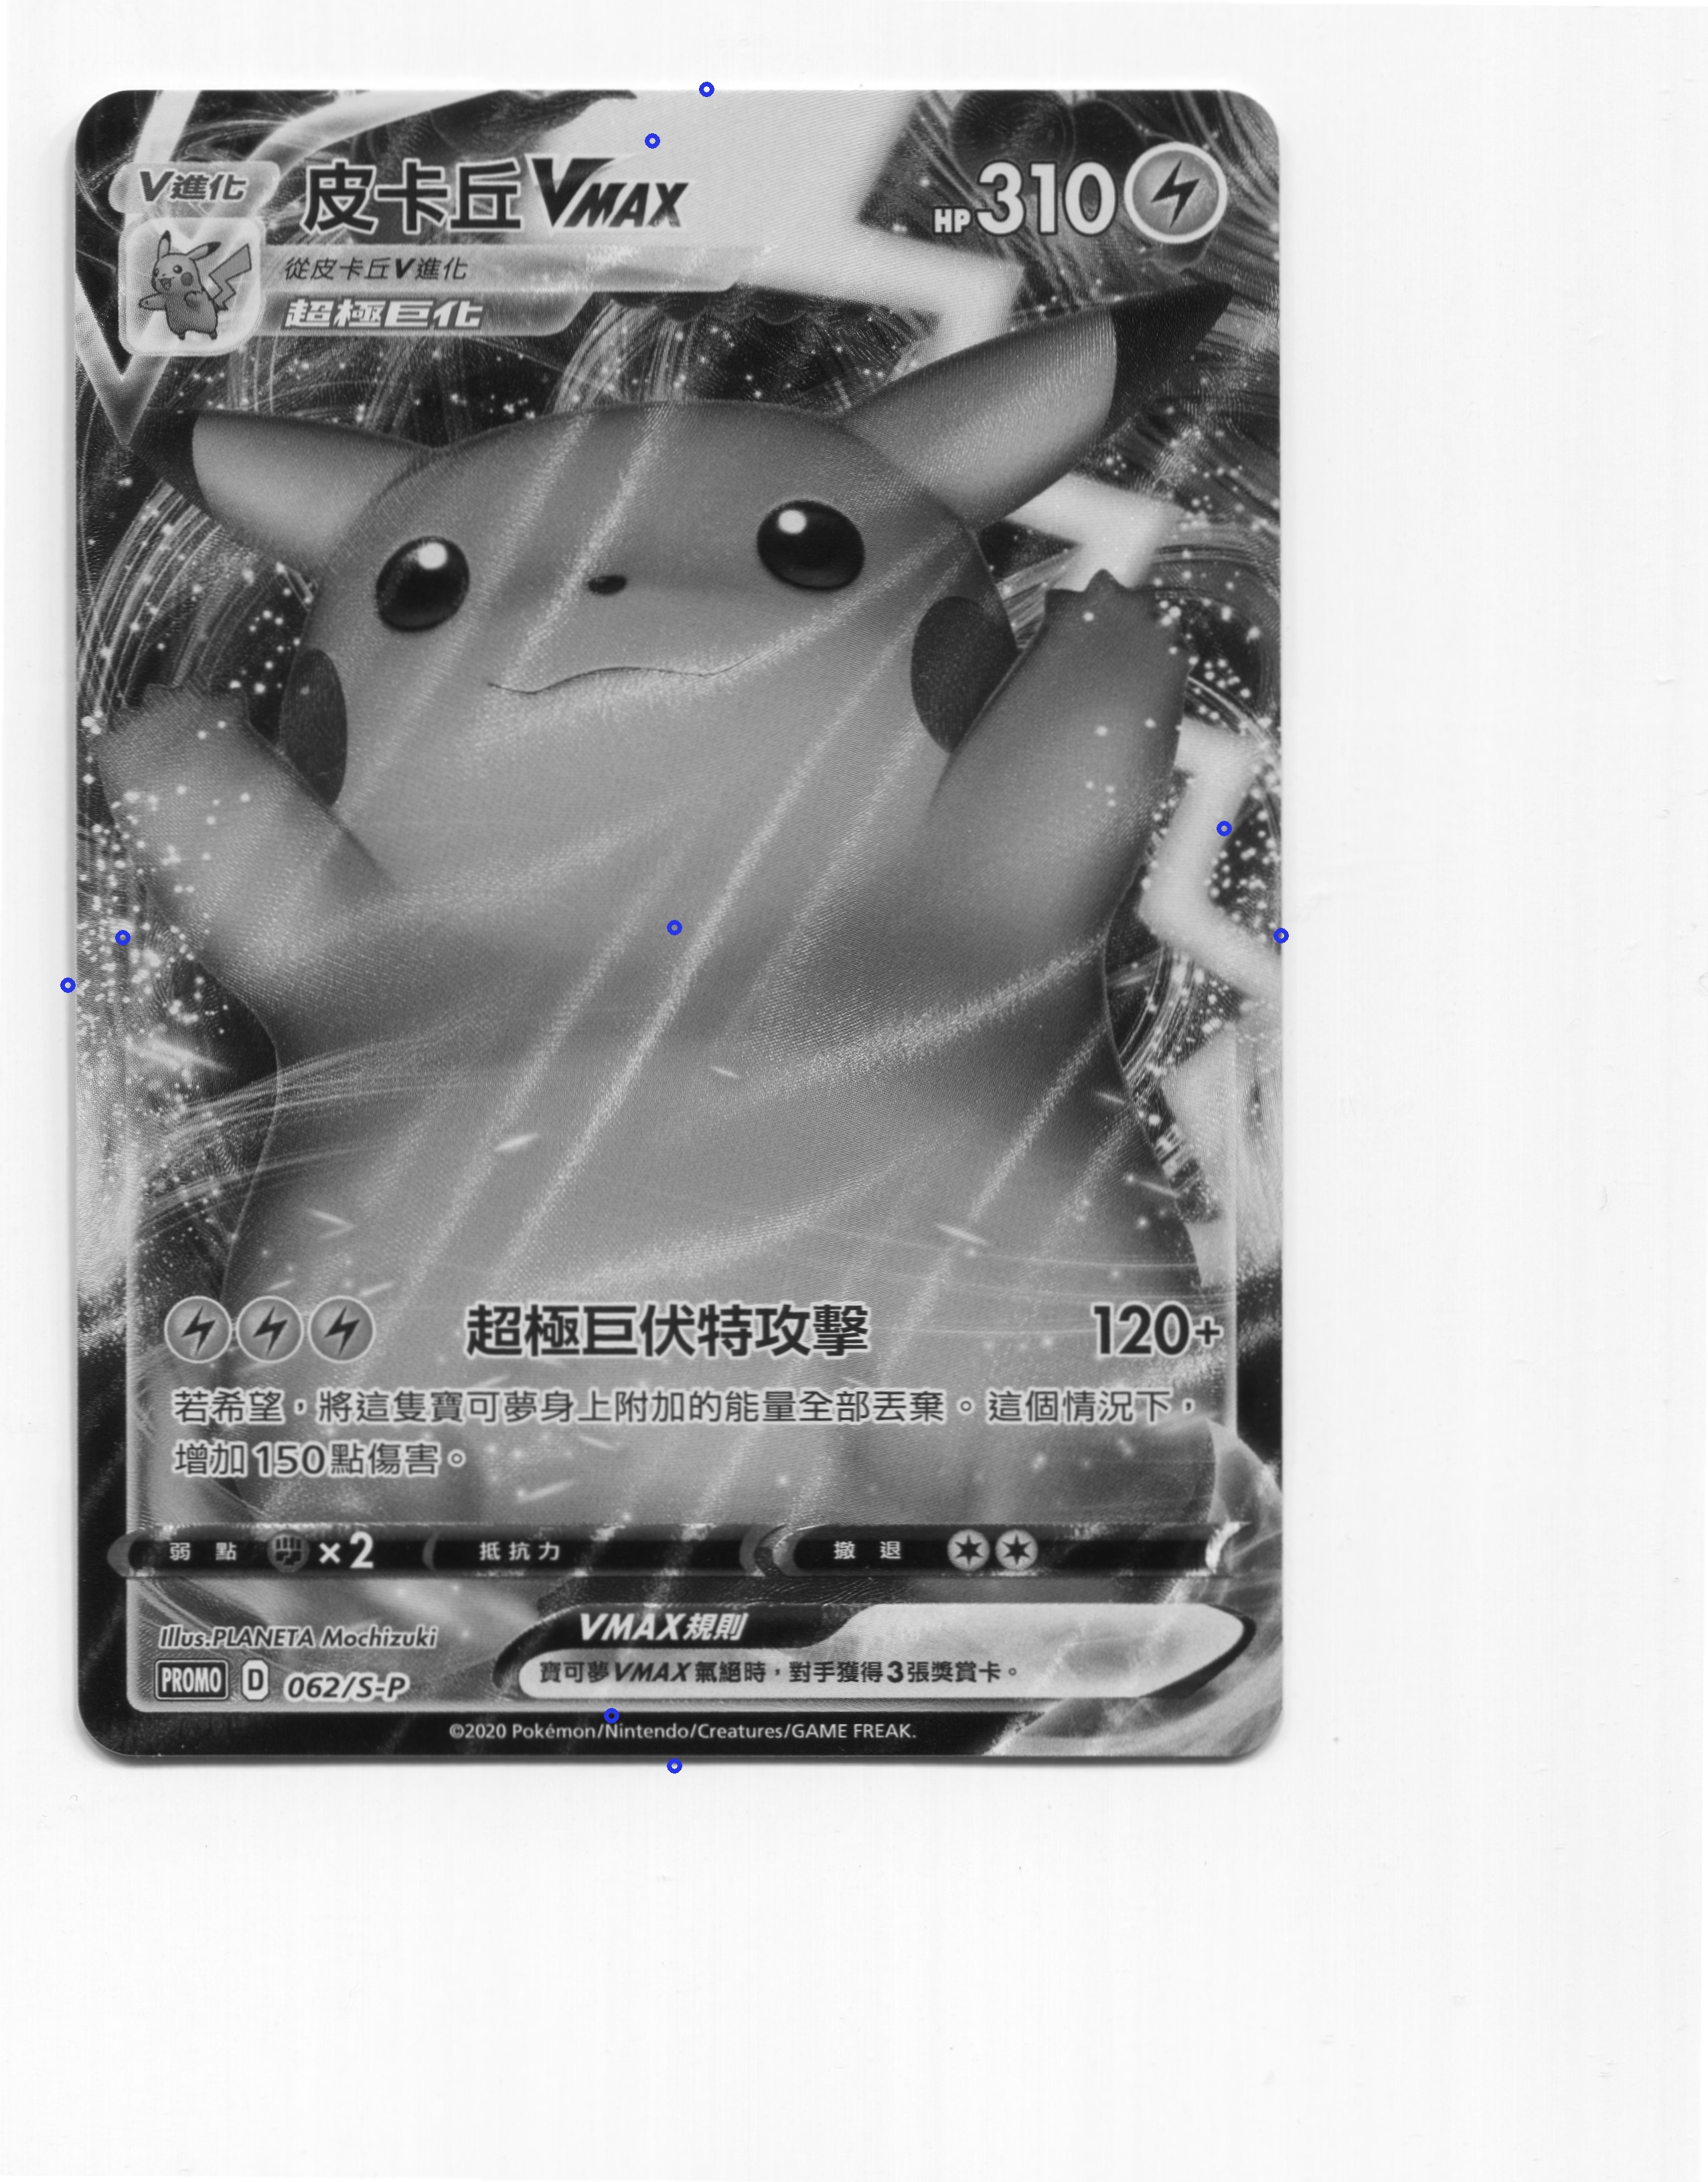 V進化 皮卡丘VMAX HP310
從皮卡丘V進化
超極巨化
超極巨伏特攻擊 120+
若希望，將這隻寶可夢身上附加的能量全部丟棄。這個情況下，
增加150點傷害。
弱點 ×2 抵抗力 撤退
VMAX規則
Illus.PLANETA Mochizuki
寶可夢VMAX氣絕時，對手獲得3張獎賞卡。
PROMO D 062/S-P
©2020 Pokémon/Nintendo/Creatures/GAME FREAK.